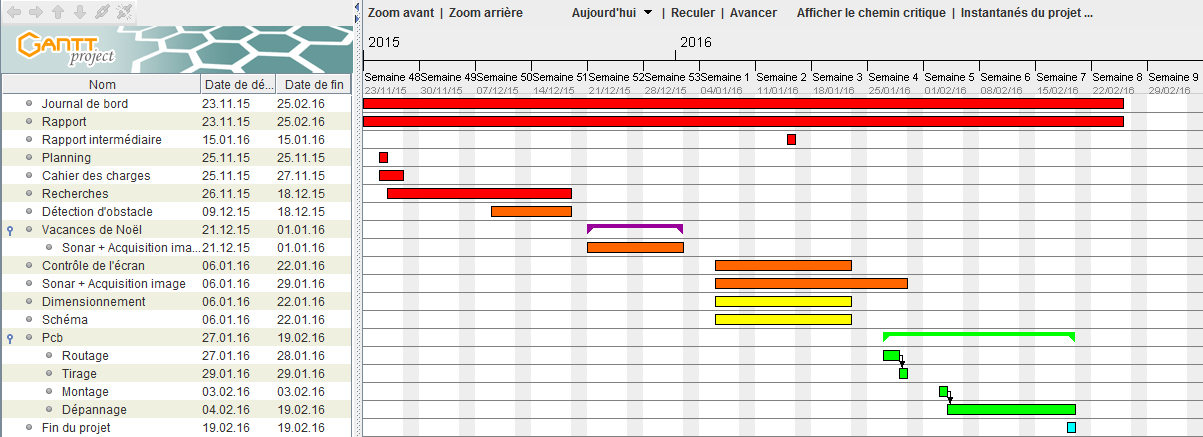 Zoom avant | Zoom arrière Aujourd'hui | Reculer | Avancer Afficher le chemin critique | Instantanés du projet ...
GANTT project
2015 2016
Nom Date de dé... Date de fin
Semaine 48 Semaine 49 Semaine 50 Semaine 51 Semaine 52 Semaine 53 Semaine 1 Semaine 2 Semaine 3 Semaine 4 Semaine 5 Semaine 6 Semaine 7 Semaine 8 Semaine 9
23/11/15 30/11/15 07/12/15 14/12/15 21/12/15 28/12/15 04/01/16 11/01/16 18/01/16 25/01/16 01/02/16 08/02/16 15/02/16 22/02/16 29/02/16
Journal de bord 23.11.15 25.02.16
Rapport 23.11.15 25.02.16
Rapport intermédiaire 15.01.16 15.01.16
Planning 25.11.15 25.11.15
Cahier des charges 25.11.15 27.11.15
Recherches 26.11.15 18.12.15
Détection d'obstacle 09.12.15 18.12.15
Vacances de Noël 21.12.15 01.01.16
Sonar + Acquisition ima... 21.12.15 01.01.16
Contrôle de l'écran 06.01.16 22.01.16
Sonar + Acquisition image 06.01.16 29.01.16
Dimensionnement 06.01.16 22.01.16
Schéma 06.01.16 22.01.16
Pcb 27.01.16 19.02.16
Routage 27.01.16 28.01.16
Tirage 29.01.16 29.01.16
Montage 03.02.16 03.02.16
Dépannage 04.02.16 19.02.16
Fin du projet 19.02.16 19.02.16